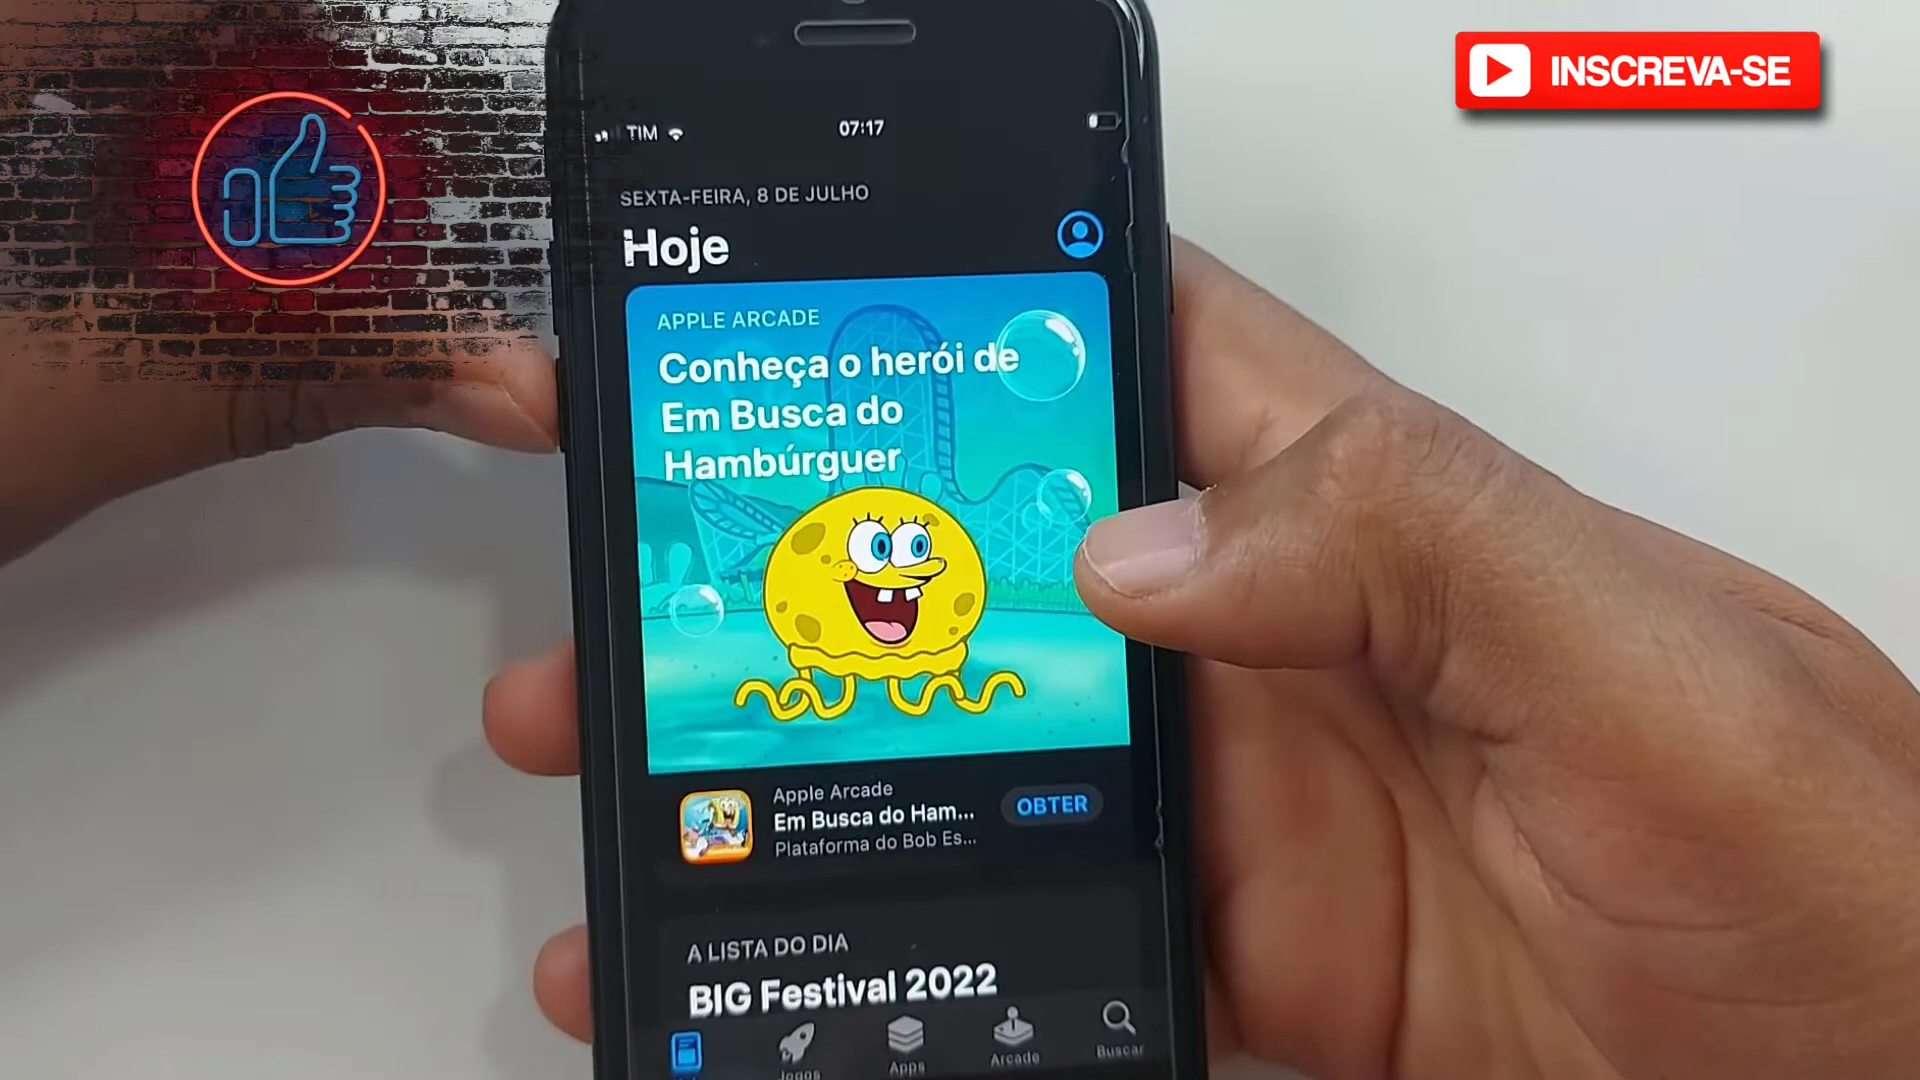 INSCREVA-SE
TIM
07:17
SEXTA-FEIRA, 8 DE JULHO
Hoje
APPLE ARCADE
Conheça o herói de
Em Busca do
Hambúrguer
Apple Arcade
Em Busca do Ham...
Plataforma do Bob Es...
OBTER
A LISTA DO DIA
BIG Festival 2022
Jogos
Apps
Arcade
Buscar